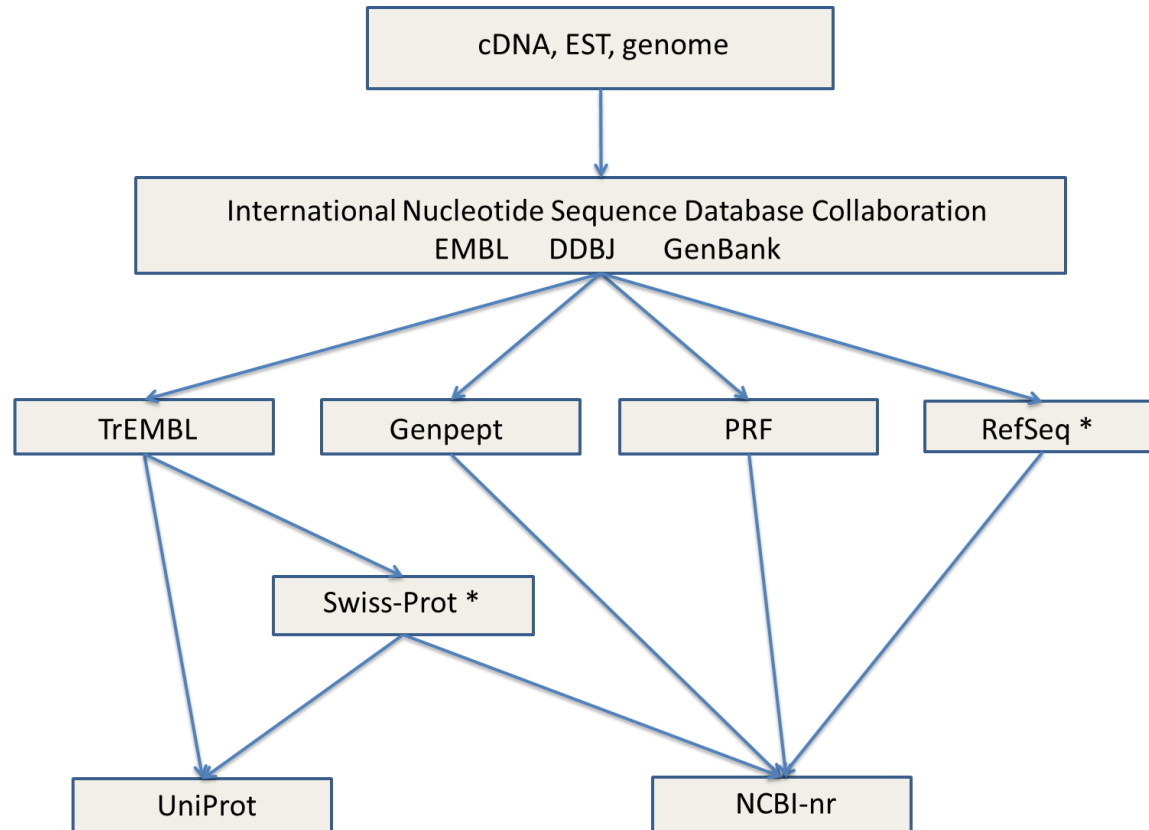 cDNA, EST, genome
International Nucleotide Sequence Database Collaboration
EMBL DDBJ GenBank
TrEMBL
Genpept
PRF
RefSeq *
Swiss-Prot *
UniProt
NCBI-nr